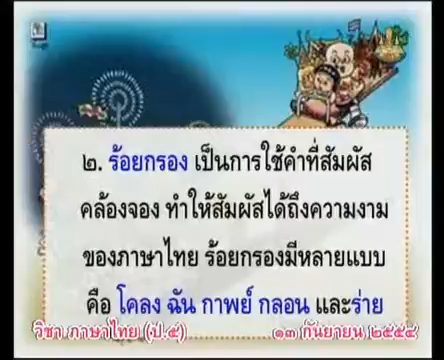 ๒. ร้อยกรอง เป็นการใช้คำที่สัมผัส
คล้องจอง ทำให้สัมผัสได้ถึงความงาม
ของภาษาไทย ร้อยกรองมีหลายแบบ
คือ โคลง ฉัน กาพย์ กลอน และร่าย
วิชา ภาษาไทย (ป.๕) ๑๓ กันยายน ๒๕๕๔